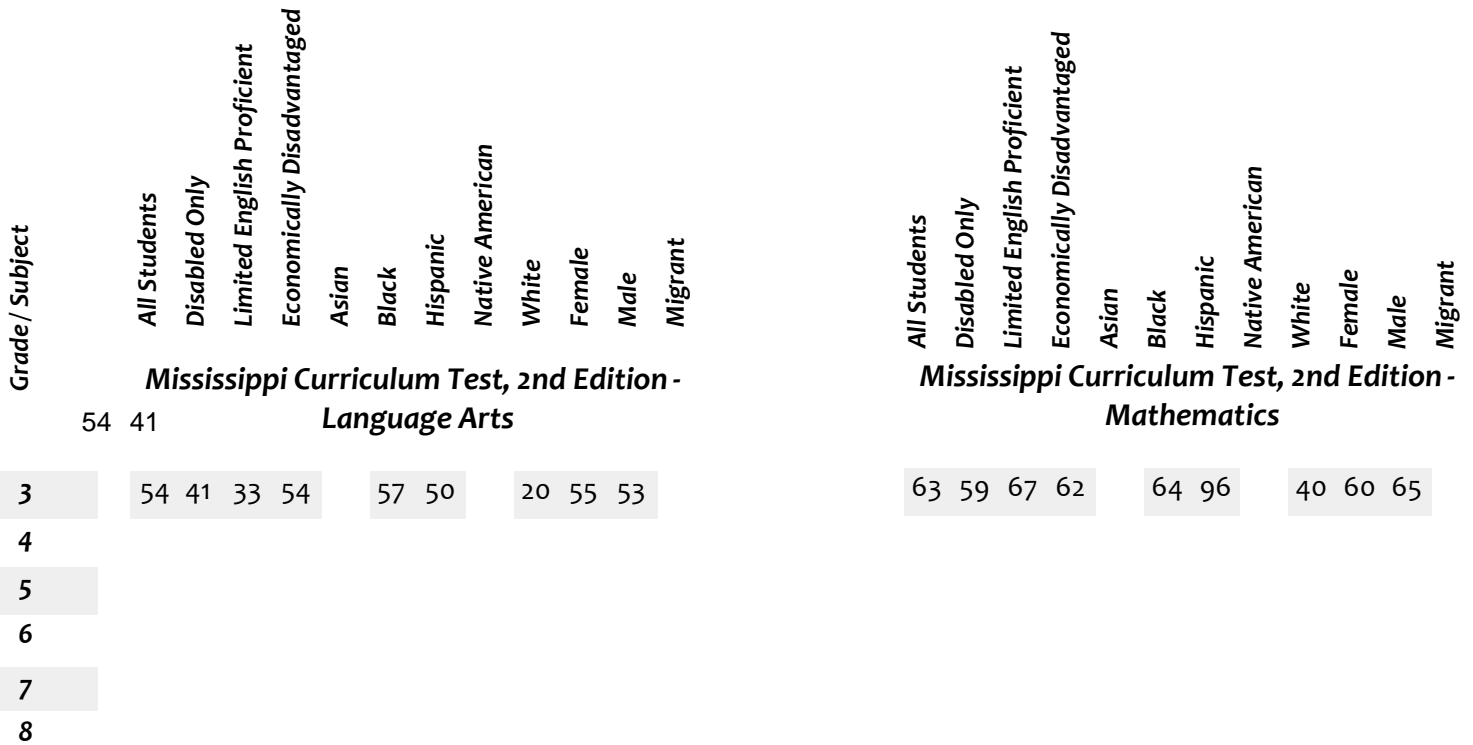 Grade / Subject
All Students
Disabled Only
Limited English Proficient
Economically Disadvantaged
Asian
Black
Hispanic
Native American
White
Female
Male
Migrant
Mississippi Curriculum Test, 2nd Edition -
Language Arts
54 41
All Students
Disabled Only
Limited English Proficient
Economically Disadvantaged
Asian
Black
Hispanic
Native American
White
Female
Male
Migrant
Mississippi Curriculum Test, 2nd Edition -
Mathematics
3 54 41 33 54 57 50 20 55 53 63 59 67 62 64 96 40 60 65
4
5
6
7
8